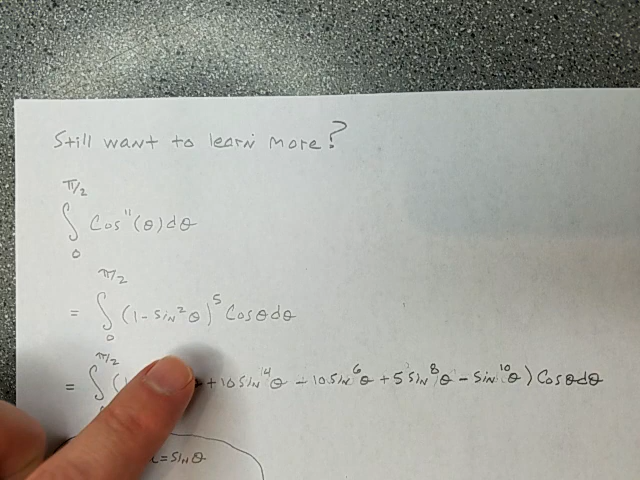 Still want to learn more?
π/2
∫ Cos¹¹(θ)dθ
0
π/2
= ∫ (1-sin²θ)⁵ Cosθdθ
0
π/2
= ∫ (1 +10sin⁴θ -10sin⁶θ +5sin⁸θ -sin¹⁰θ) Cosθdθ
=sinθ